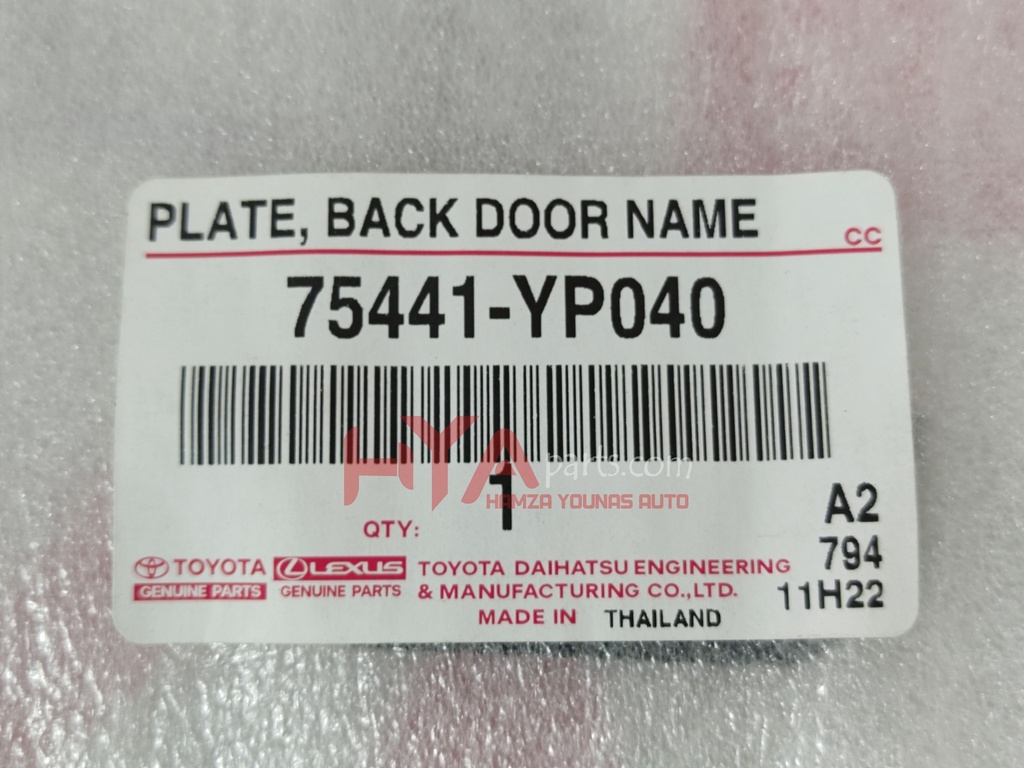 PLATE, BACK DOOR NAME
CC
75441-YP040
HYA parts.com
HAMZA YOUNAS AUTO
QTY: 1
A2
794
11H22
TOYOTA
GENUINE PARTS
LEXUS
GENUINE PARTS
TOYOTA DAIHATSU ENGINEERING
& MANUFACTURING CO.,LTD.
MADE IN THAILAND